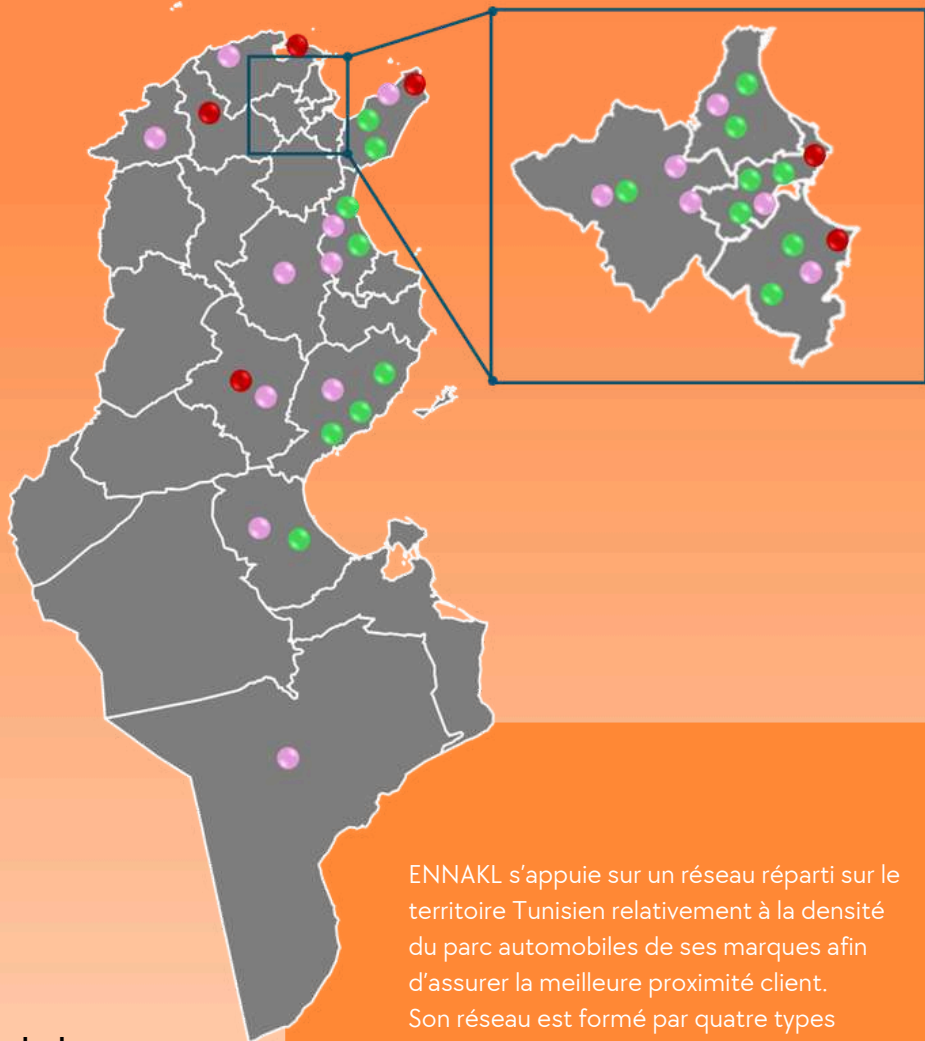 ENNAKL s'appuie sur un réseau réparti sur le
territoire Tunisien relativement à la densité
du parc automobiles de ses marques afin
d'assurer la meilleure proximité client.
Son réseau est formé par quatre types